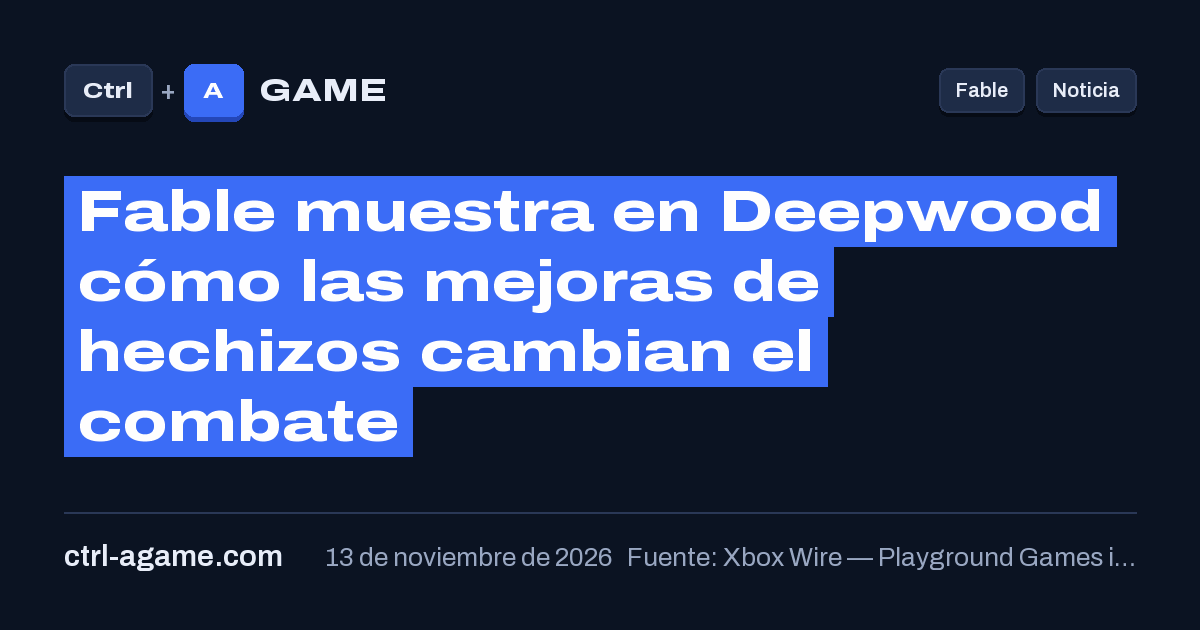 Ctrl + A GAME
Fable Noticia
Fable muestra en Deepwood
cómo las mejoras de
hechizos cambian el
combate
ctrl-agame.com 13 de noviembre de 2026 Fuente: Xbox Wire — Playground Games i…